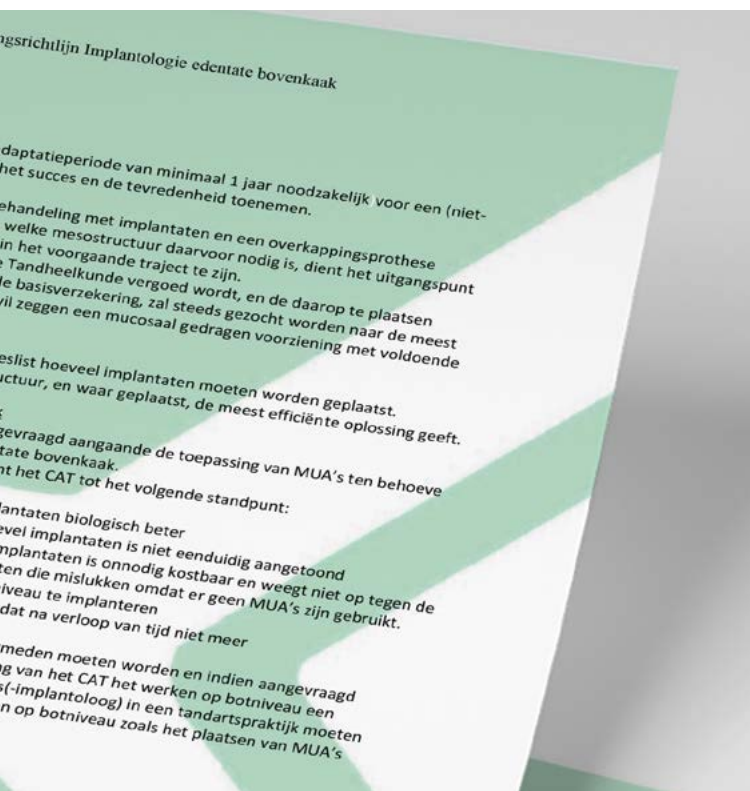 ngsrichtlijn Implantologie edentate bovenkaak
daptatieperiode van minimaal 1 jaar noodzakelijk voor een (niet-
het succes en de tevredenheid toenemen.
ehandeling met implantaten en een overkappingsprothese
welke mesostructuur daarvoor nodig is, dient het uitgangspunt
in het voorgaande traject te zijn.
Tandheelkunde vergoed wordt, en de daarop te plaatsen
de basisverzekering, zal steeds gezocht worden naar de meest
wil zeggen een mucosaal gedragen voorziening met voldoende
eslist hoeveel implantaten moeten worden geplaatst.
uctuur, en waar geplaatst, de meest efficiënte oplossing geeft.
gevraagd aangaande de toepassing van MUA's ten behoeve
tate bovenkaak.
nt het CAT tot het volgende standpunt:
lantaten biologisch beter
evel implantaten is niet eenduidig aangetoond
mplantaten is onnodig kostbaar en weegt niet op tegen de
ten die mislukken omdat er geen MUA's zijn gebruikt.
iveau te implanteren
dat na verloop van tijd niet meer
rmeden moeten worden en indien aangevraagd
g van het CAT het werken op botniveau een
s(-implantoloog) in een tandartspraktijk moeten
n op botniveau zoals het plaatsen van MUA's